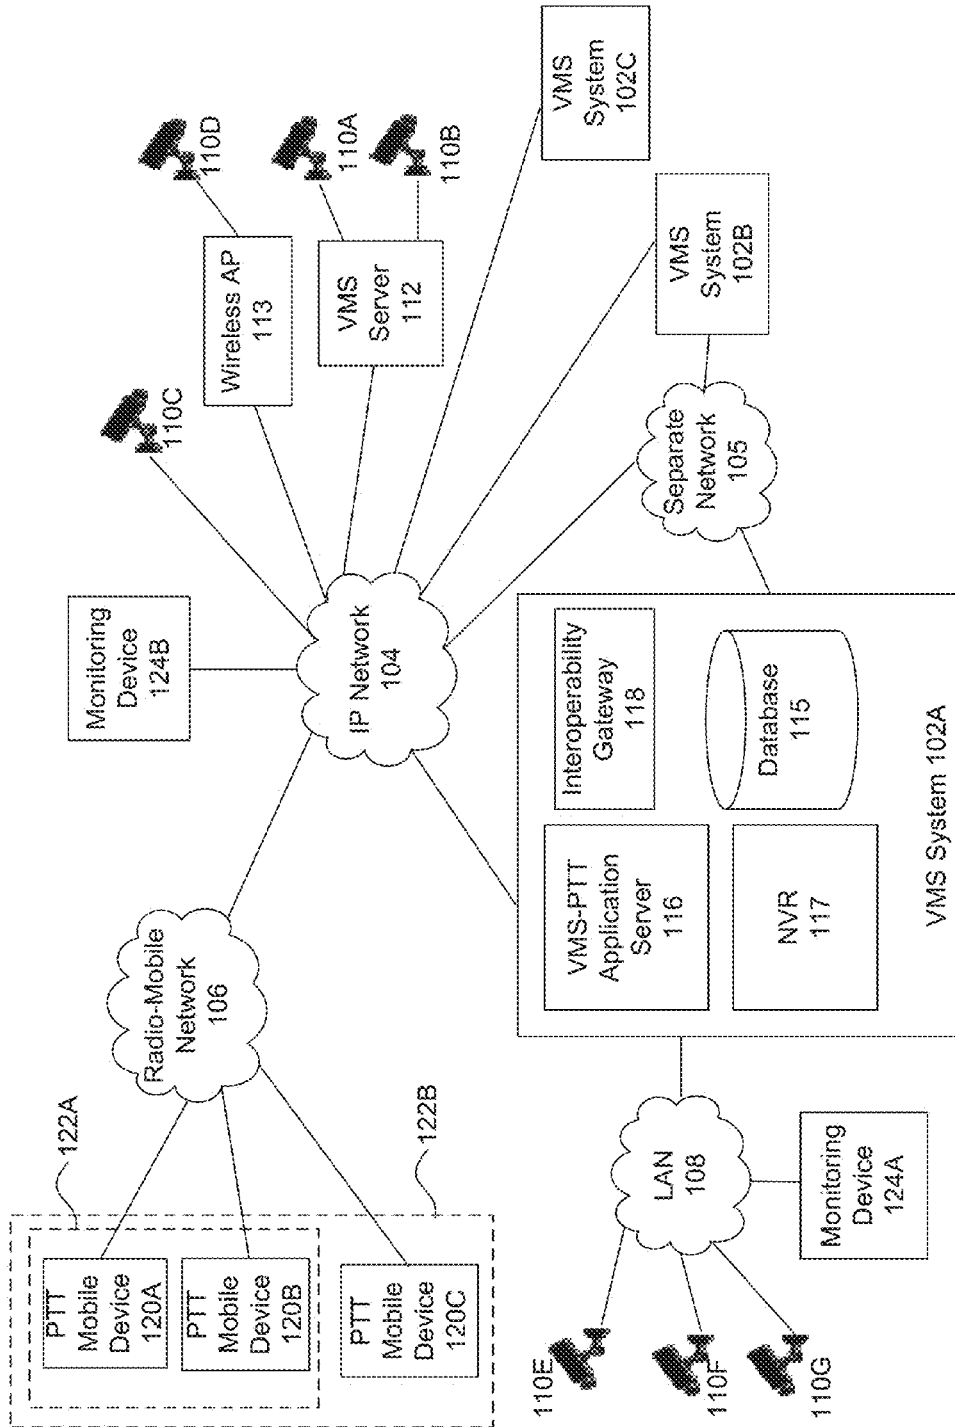 122A
122B
PTT
Mobile
Device
120A
PTT
Mobile
Device
120B
PTT
Mobile
Device
120C
Radio-Mobile
Network
106
Monitoring
Device
124B
110C
Wireless AP
113
110D
VMS
Server
112
110A
110B
IP Network
104
VMS
System
102C
VMS
System
102B
Separate
Network
105
110E
110F
110G
LAN
108
Monitoring
Device
124A
VMS-PTT
Application
Server
116
Interoperability
Gateway
118
NVR
117
Database
115
VMS System 102A